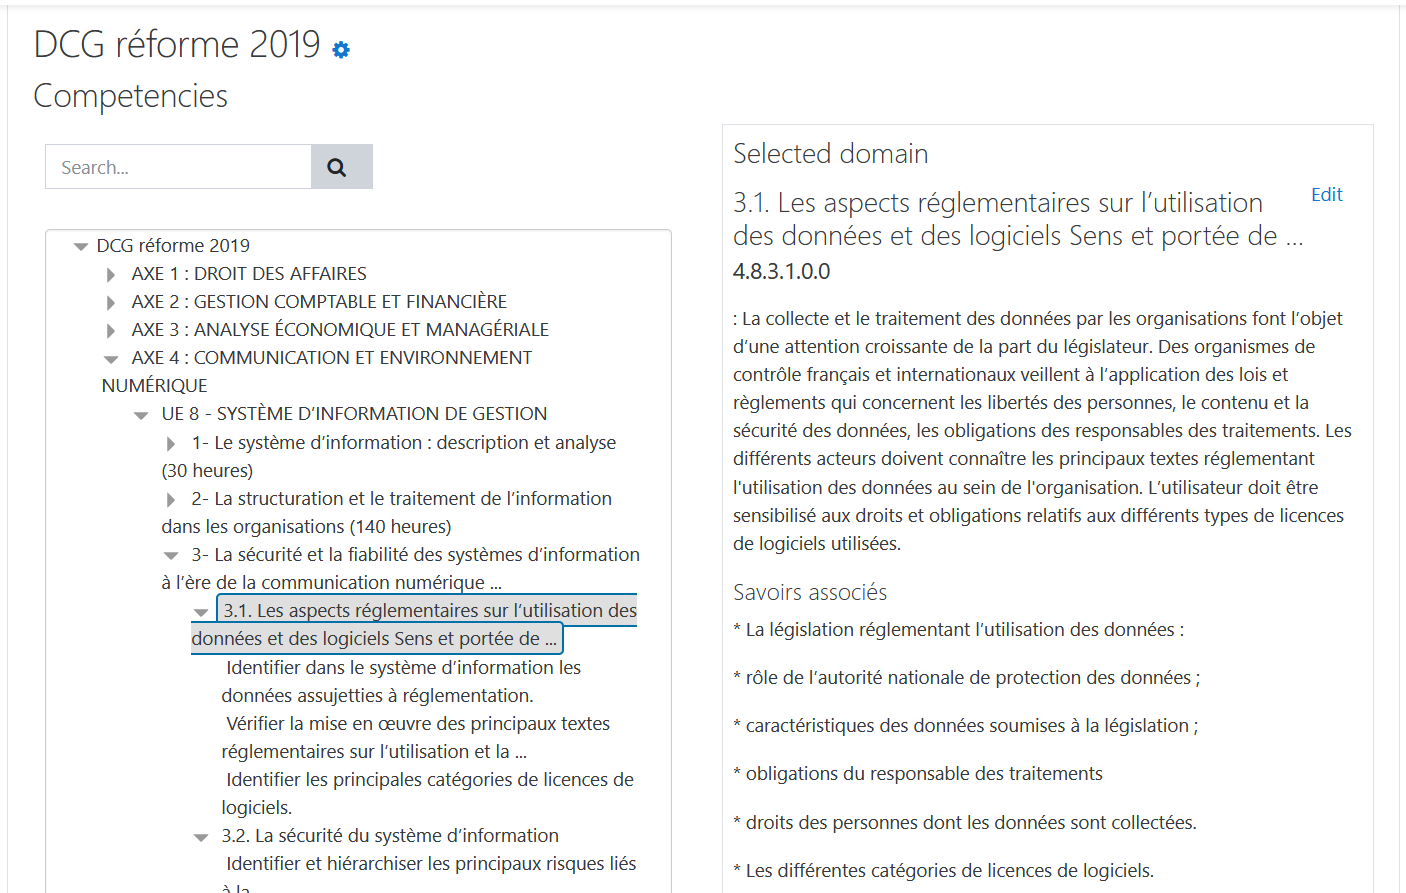 DCG réforme 2019
Competencies
Search...
DCG réforme 2019
AXE 1 : DROIT DES AFFAIRES
AXE 2 : GESTION COMPTABLE ET FINANCIÈRE
AXE 3 : ANALYSE ÉCONOMIQUE ET MANAGÉRIALE
AXE 4 : COMMUNICATION ET ENVIRONNEMENT
NUMÉRIQUE
UE 8 - SYSTÈME D’INFORMATION DE GESTION
1- Le système d’information : description et analyse
(30 heures)
2- La structuration et le traitement de l’information
dans les organisations (140 heures)
3- La sécurité et la fiabilité des systèmes d’information
à l’ère de la communication numérique ...
3.1. Les aspects réglementaires sur l’utilisation des
données et des logiciels Sens et portée de ...
Identifier dans le système d’information les
données assujetties à réglementation.
Vérifier la mise en œuvre des principaux textes
réglementaires sur l’utilisation et la ...
Identifier les principales catégories de licences de
logiciels.
3.2. La sécurité du système d’information
Identifier et hiérarchiser les principaux risques liés
à la
Selected domain
Edit
3.1. Les aspects réglementaires sur l’utilisation
des données et des logiciels Sens et portée de ...
4.8.3.1.0.0
: La collecte et le traitement des données par les organisations font l’objet
d’une attention croissante de la part du législateur. Des organismes de
contrôle français et internationaux veillent à l’application des lois et
règlements qui concernent les libertés des personnes, le contenu et la
sécurité des données, les obligations des responsables des traitements. Les
différents acteurs doivent connaître les principaux textes réglementant
l'utilisation des données au sein de l'organisation. L’utilisateur doit être
sensibilisé aux droits et obligations relatifs aux différents types de licences
de logiciels utilisées.
Savoirs associés
* La législation réglementant l’utilisation des données :
* rôle de l’autorité nationale de protection des données ;
* caractéristiques des données soumises à la législation ;
* obligations du responsable des traitements
* droits des personnes dont les données sont collectées.
* Les différentes catégories de licences de logiciels.